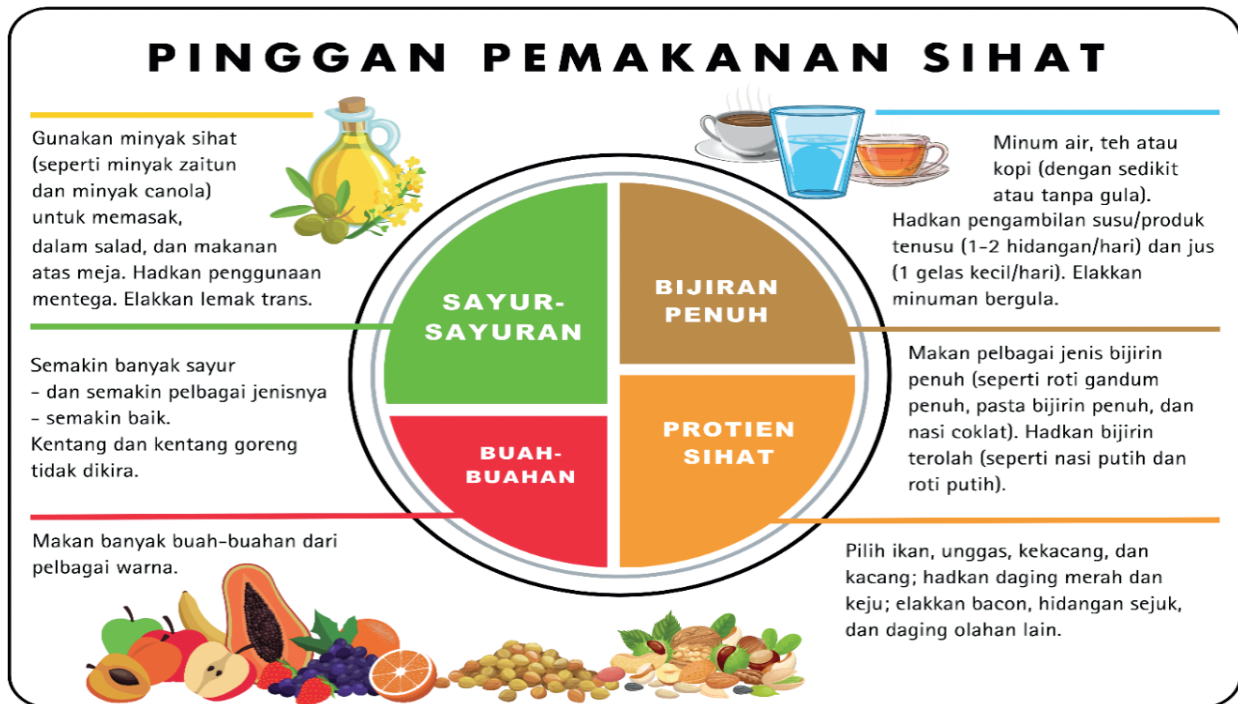 PINGGAN PEMAKANAN SIHAT
Gunakan minyak sihat
(seperti minyak zaitun
dan minyak canola)
untuk memasak,
dalam salad, dan makanan
atas meja. Hadkan penggunaan
mentega. Elakkan lemak trans.
Semakin banyak sayur
- dan semakin pelbagai jenisnya
- semakin baik.
Kentang dan kentang goreng
tidak dikira.
Makan banyak buah-buahan dari
pelbagai warna.
SAYUR-
SAYURAN
BUAH-
BUAHAN
BIJIRAN
PENUH
PROTIEN
SIHAT
Minum air, teh atau
kopi (dengan sedikit
atau tanpa gula).
Hadkan pengambilan susu/produk
tenusu (1-2 hidangan/hari) dan jus
(1 gelas kecil/hari). Elakkan
minuman bergula.
Makan pelbagai jenis bijirin
penuh (seperti roti gandum
penuh, pasta bijirin penuh, dan
nasi coklat). Hadkan bijirin
terolah (seperti nasi putih dan
roti putih).
Pilih ikan, unggas, kekacang, dan
kacang; hadkan daging merah dan
keju; elakkan bacon, hidangan sejuk,
dan daging olahan lain.